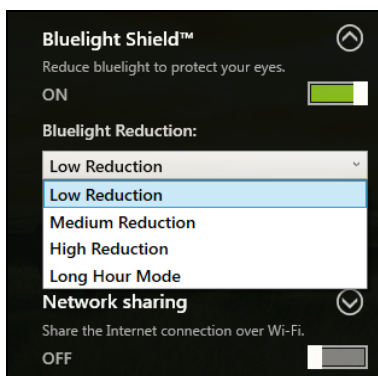 Bluelight Shield™
Reduce bluelight to protect your eyes.
ON
Bluelight Reduction:
Low Reduction
Low Reduction
Medium Reduction
High Reduction
Long Hour Mode
Network sharing
Share the Internet connection over Wi-Fi.
OFF